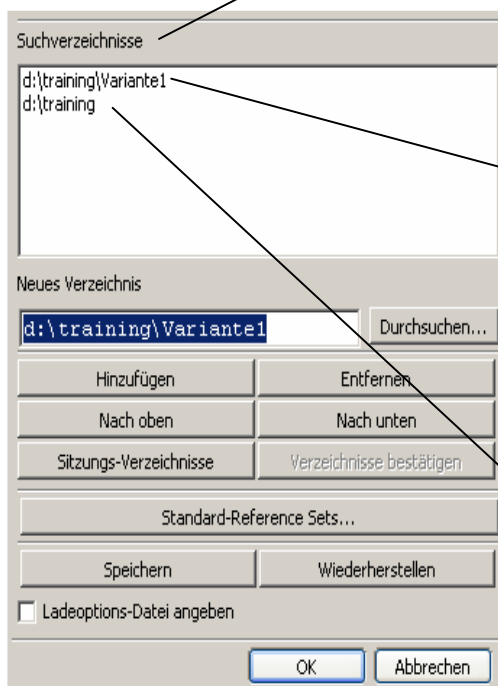 Suchverzeichnisse
d:\training\Variante1
d:\training
Neues Verzeichnis
d:\training\Variante1 Durchsuchen...
Hinzufügen Entfernen
Nach oben Nach unten
Sitzungs-Verzeichnisse Verzeichnisse bestätigen
Standard-Reference Sets...
Speichern Wiederherstellen
Ladeoptions-Datei angeben
OK Abbrechen